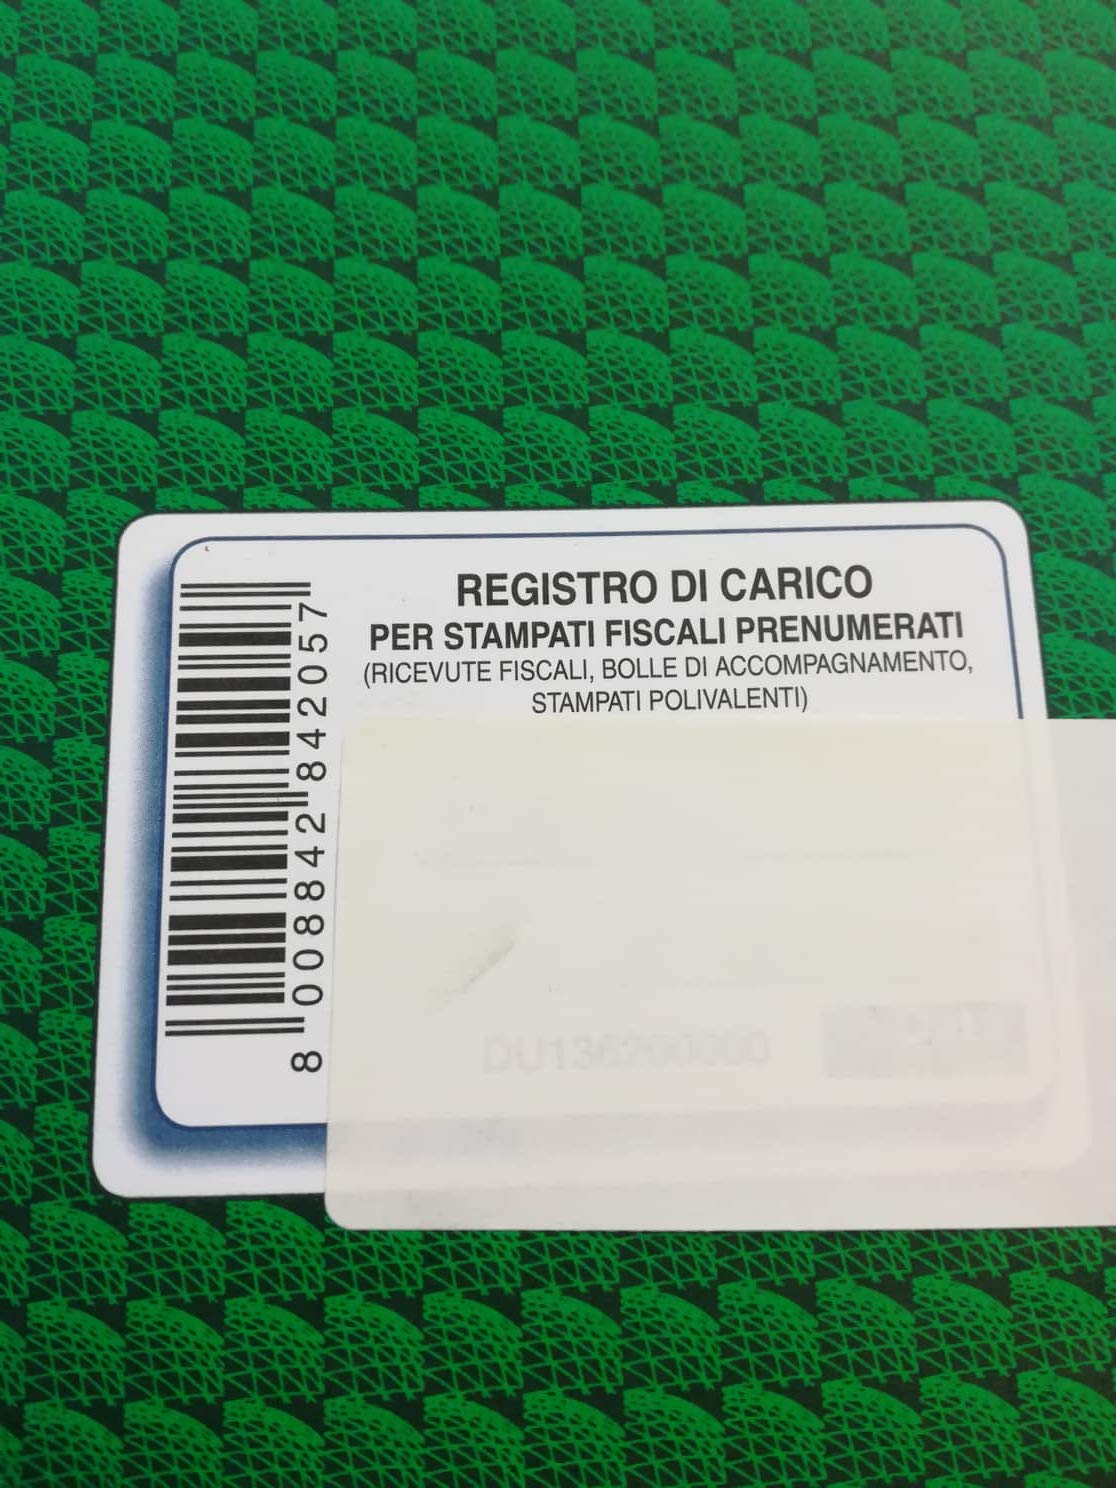 REGISTRO DI CARICO
PER STAMPATI FISCALI PRENUMERATI
(RICEVUTE FISCALI, BOLLE DI ACCOMPAGNAMENTO,
STAMPATI POLIVALENTI)
8 008842 842057